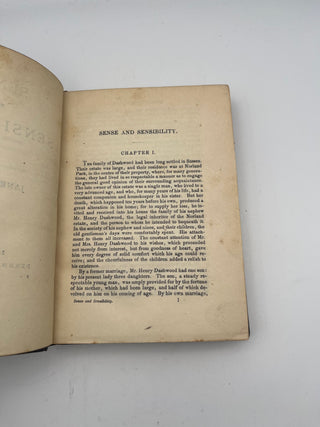 SENSI
JANE
SENSE AND SENSIBILITY.
CHAPTER I.
THE family of Dashwood had been long settled in Sussex.
Their estate was large, and their residence was at Norland
Park, in the centre of their property, where, for many genera-
tions, they had lived in so respectable a manner as to engage
the general good opinion of their surrounding acquaintance.
The late owner of this estate was a single man, who lived to a
very advanced age, and who, for many years of his life, had a
constant companion and housekeeper in his sister. But her
death, which happened ten years before his own, produced a
great alteration in his home; for to supply her loss, he in-
vited and received into his house the family of his nephew
Mr. Henry Dashwood, the legal inheritor of the Norland
estate, and the person to whom he intended to bequeath it.
In the society of his nephew and niece, and their children, the
old gentleman's days were comfortably spent. His attach-
ment to them all increased. The constant attention of Mr.
and Mrs. Henry Dashwood to his wishes, which proceeded
not merely from interest, but from goodness of heart, gave
him every degree of solid comfort which his age could
receive; and the cheerfulness of the children added a relish to
his existence.
By a former marriage, Mr. Henry Dashwood had one son;
by his present lady three daughters. The son, a steady re-
spectable young man, was amply provided for by the fortune
of his mother, which had been large, and half of which de-
volved on him on his coming of age. By his own marriage,
Sense and Sensibility. 1